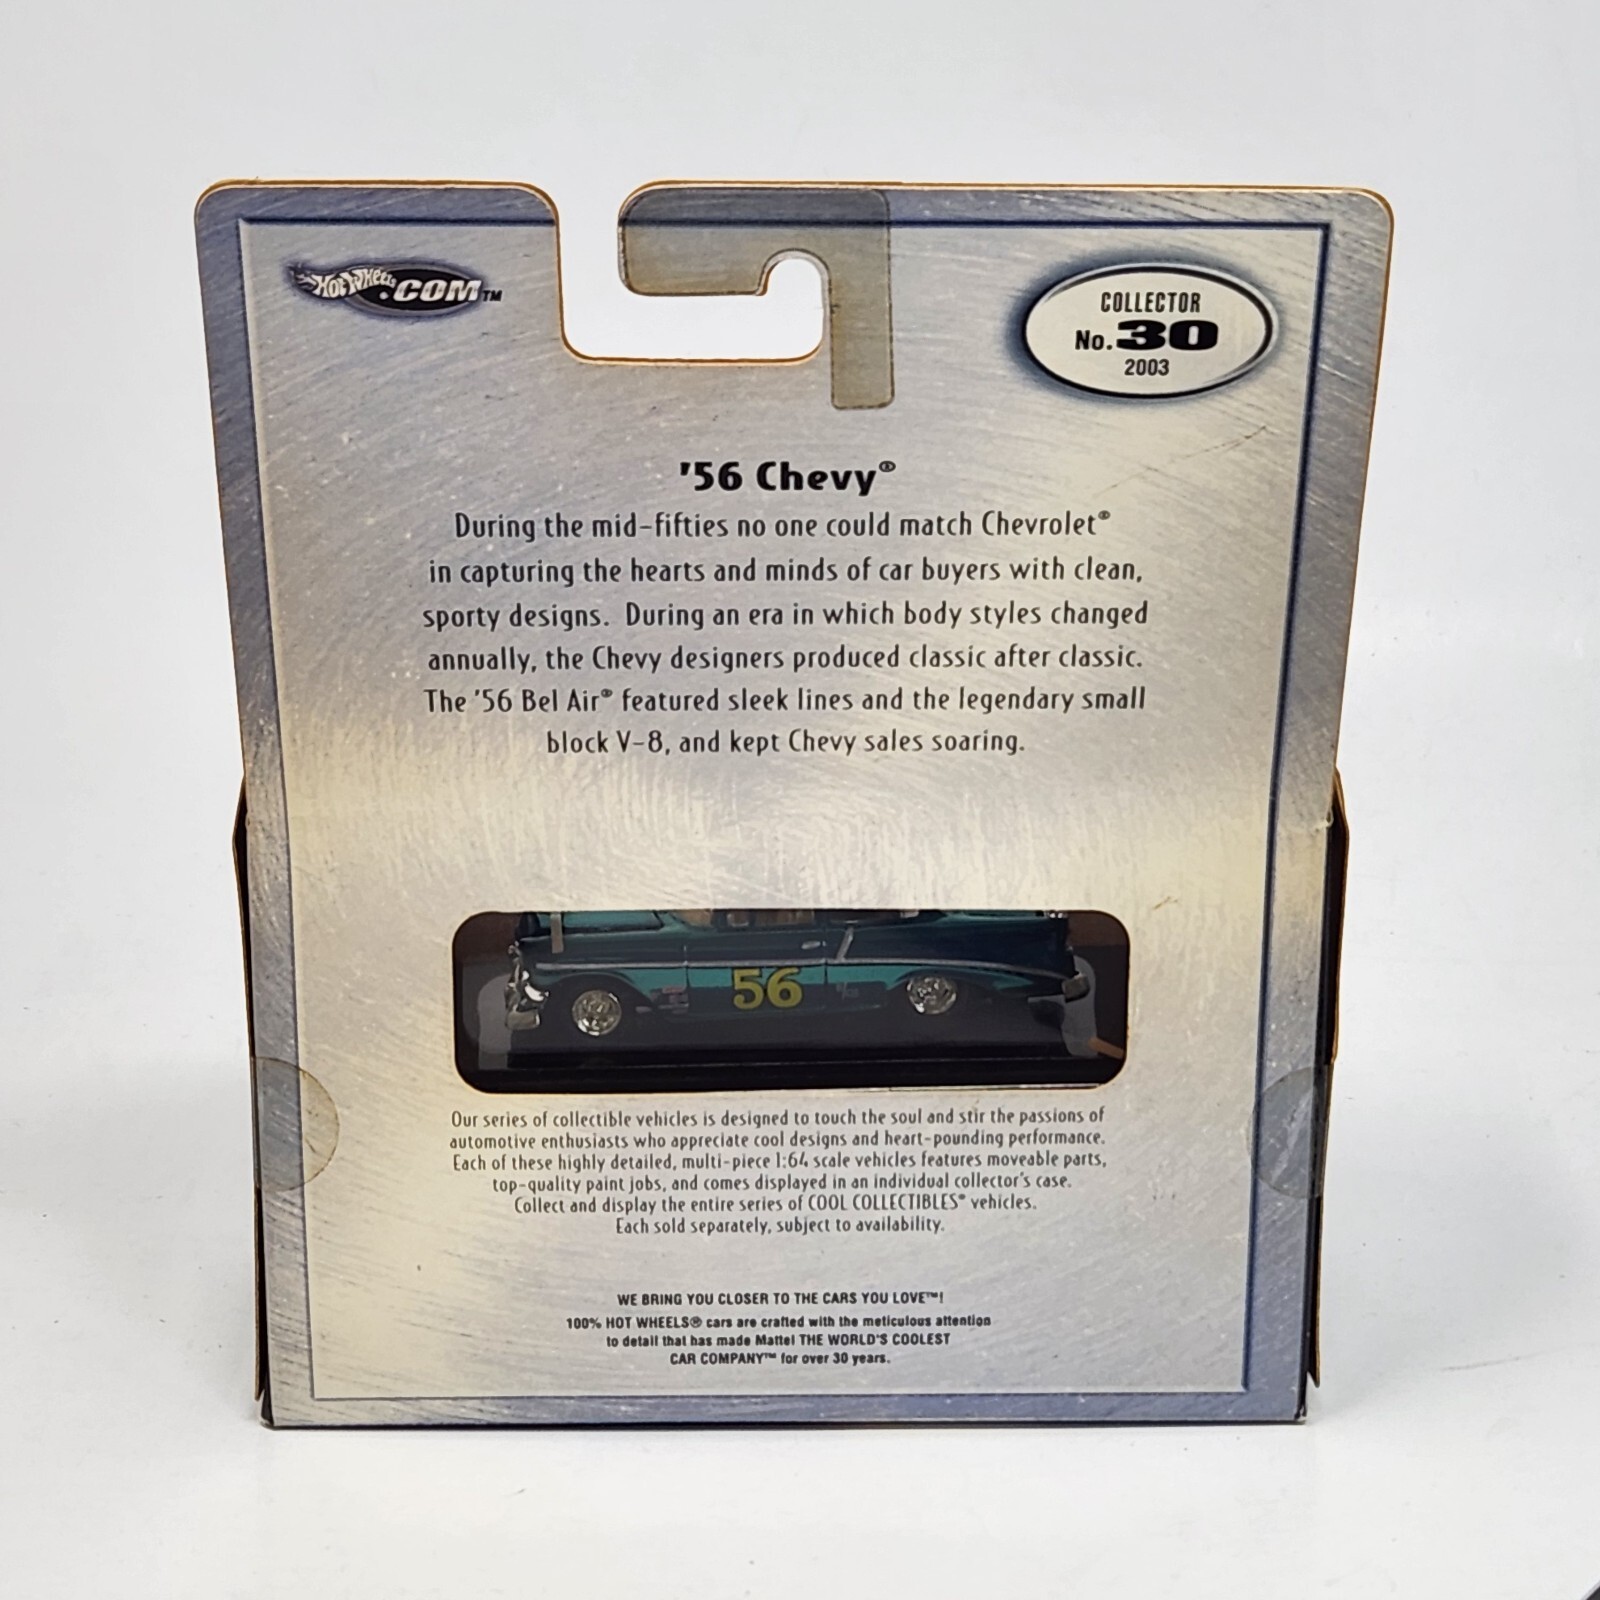 Hot Wheels.COM™
COLLECTOR
No. 30
2003
'56 Chevy®
During the mid-fifties no one could match Chevrolet®
in capturing the hearts and minds of car buyers with clean,
sporty designs. During an era in which body styles changed
annually, the Chevy designers produced classic after classic.
The '56 Bel Air® featured sleek lines and the legendary small
block V-8, and kept Chevy sales soaring.
56
Our series of collectible vehicles is designed to touch the soul and stir the passions of
automotive enthusiasts who appreciate cool designs and heart-pounding performance.
Each of these highly detailed, multi-piece 1:64 scale vehicles features moveable parts,
top-quality paint jobs, and comes displayed in an individual collector's case.
Collect and display the entire series of COOL COLLECTIBLES® vehicles.
Each sold separately, subject to availability.
WE BRING YOU CLOSER TO THE CARS YOU LOVE™!
100% HOT WHEELS® cars are crafted with the meticulous attention
to detail that has made Mattel THE WORLD'S COOLEST
CAR COMPANY™ for over 30 years.